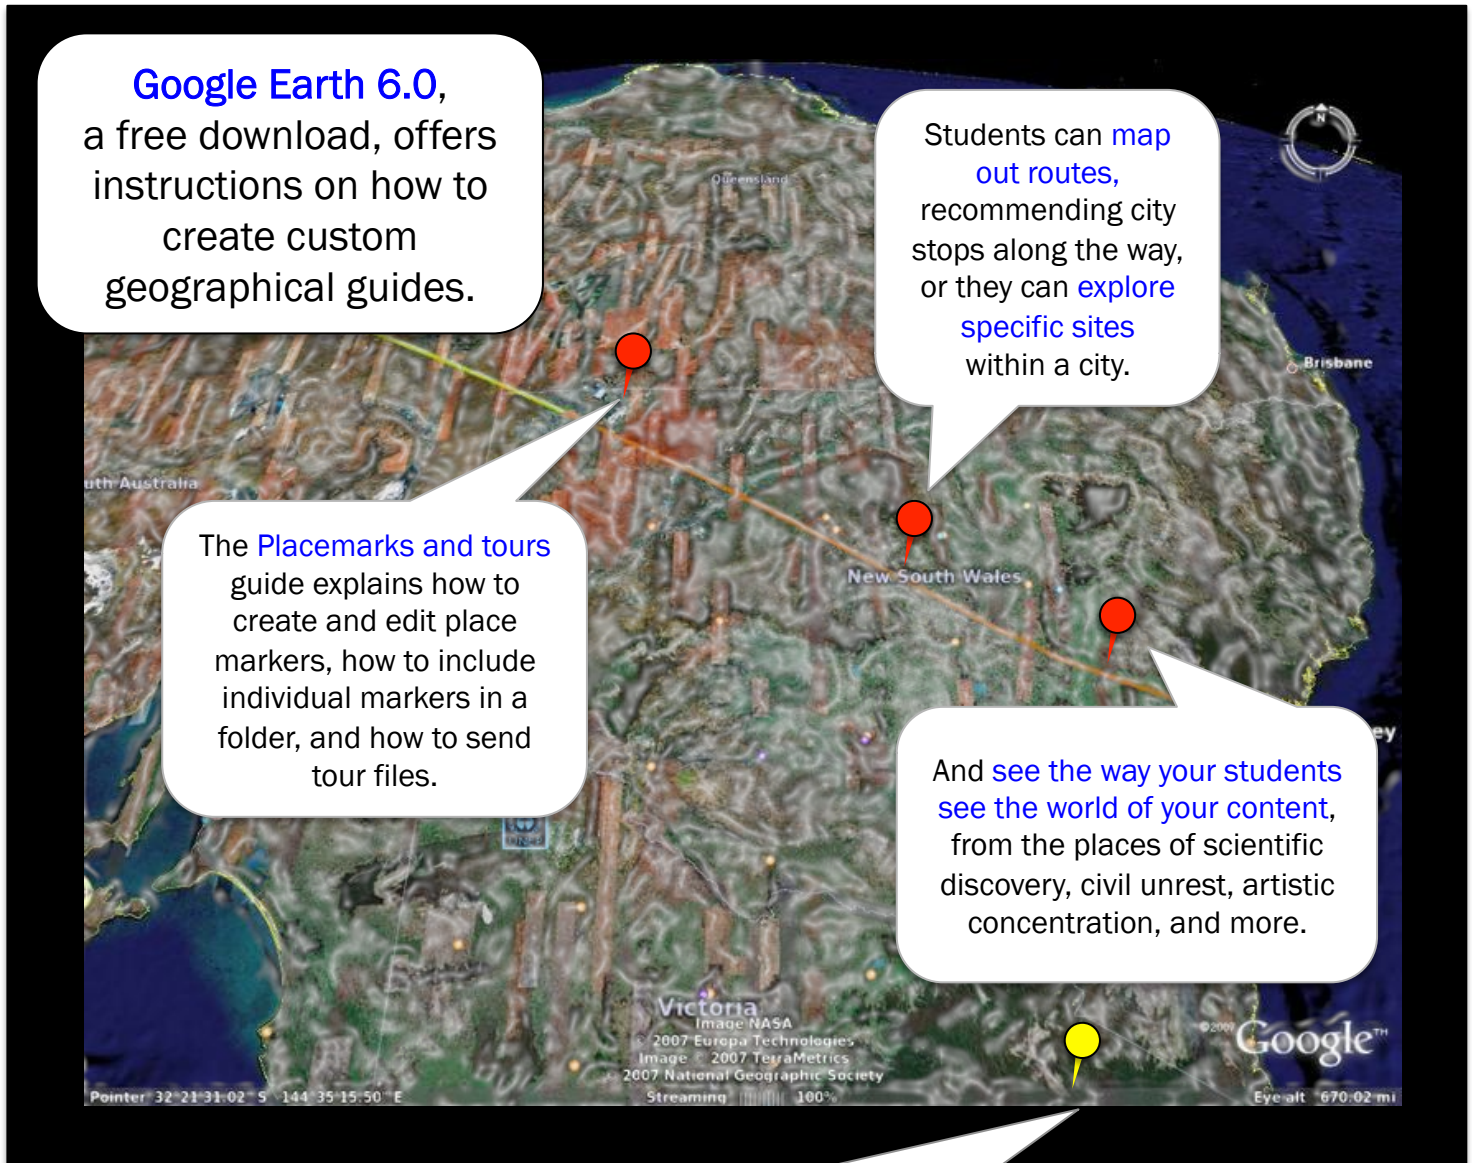 Google Earth 6.0,
a free download, offers
instructions on how to
create custom
geographical guides.
Students can map
out routes,
recommending city
stops along the way,
or they can explore
specific sites
within a city.
N
Queensland
Brisbane
uth Australia
The Placemarks and tours
guide explains how to
create and edit place
markers, how to include
individual markers in a
folder, and how to send
tour files.
New South Wales
ey
And see the way your students
see the world of your content,
from the places of scientific
discovery, civil unrest, artistic
concentration, and more.
Victoria
Image NASA
© 2007 Europa Technologies
Image © 2007 TerraMetrics
© 2007 National Geographic Society
©2007 Google™
Pointer 32°21'31.02" S 144°35'15.50" E
Streaming 100%
Eye alt 670.02 mi